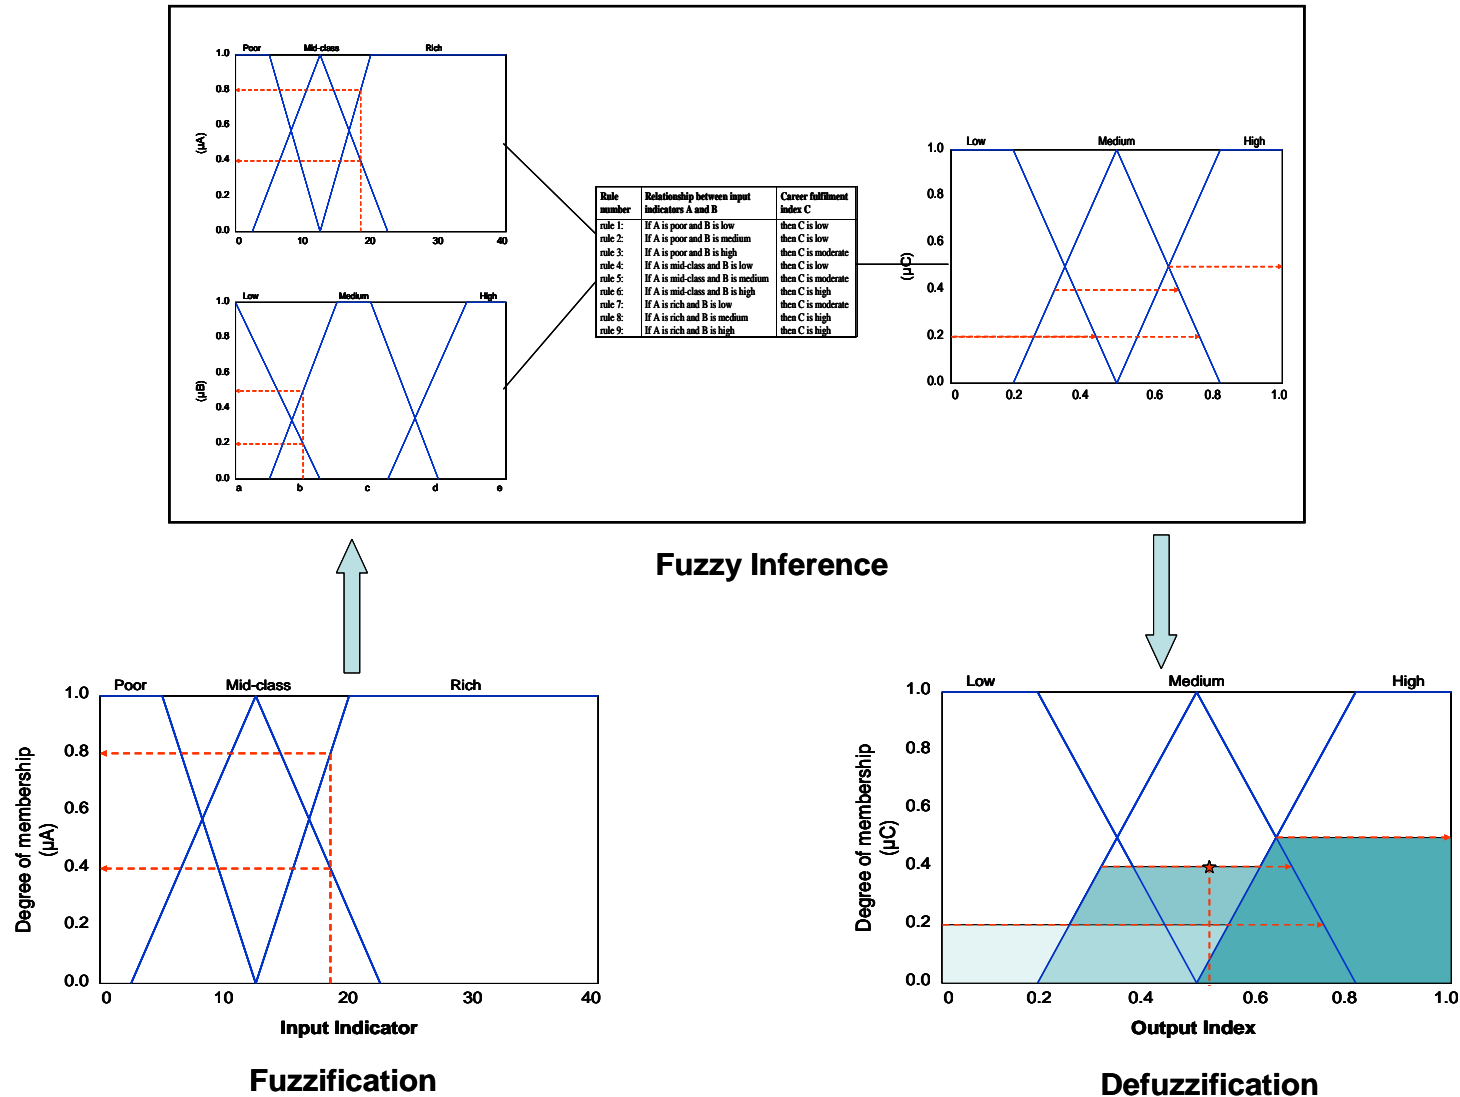 Poor Mid-class Rich
1.0
0.8
0.6
0.4
0.2
0.0
(μA)
0 10 20 30 40
Low Medium High
1.0
0.8
0.6
0.4
0.2
0.0
(μB)
a b c d e
Rule number Relationship between input indicators A and B Career fulfilment index C
rule 1: If A is poor and B is low then C is low
rule 2: If A is poor and B is medium then C is low
rule 3: If A is poor and B is high then C is moderate
rule 4: If A is mid-class and B is low then C is low
rule 5: If A is mid-class and B is medium then C is moderate
rule 6: If A is mid-class and B is high then C is high
rule 7: If A is rich and B is low then C is moderate
rule 8: If A is rich and B is medium then C is high
rule 9: If A is rich and B is high then C is high
Low Medium High
1.0
0.8
0.6
0.4
0.2
0.0
(μC)
0 0.2 0.4 0.6 0.8 1.0
Fuzzy Inference
Poor Mid-class Rich
1.0
0.8
0.6
0.4
0.2
0.0
Degree of membership
(μA)
0 10 20 30 40
Input Indicator
Fuzzification
Low Medium High
1.0
0.8
0.6
0.4
0.2
0.0
Degree of membership
(μC)
0 0.2 0.4 0.6 0.8 1.0
Output Index
Defuzzification